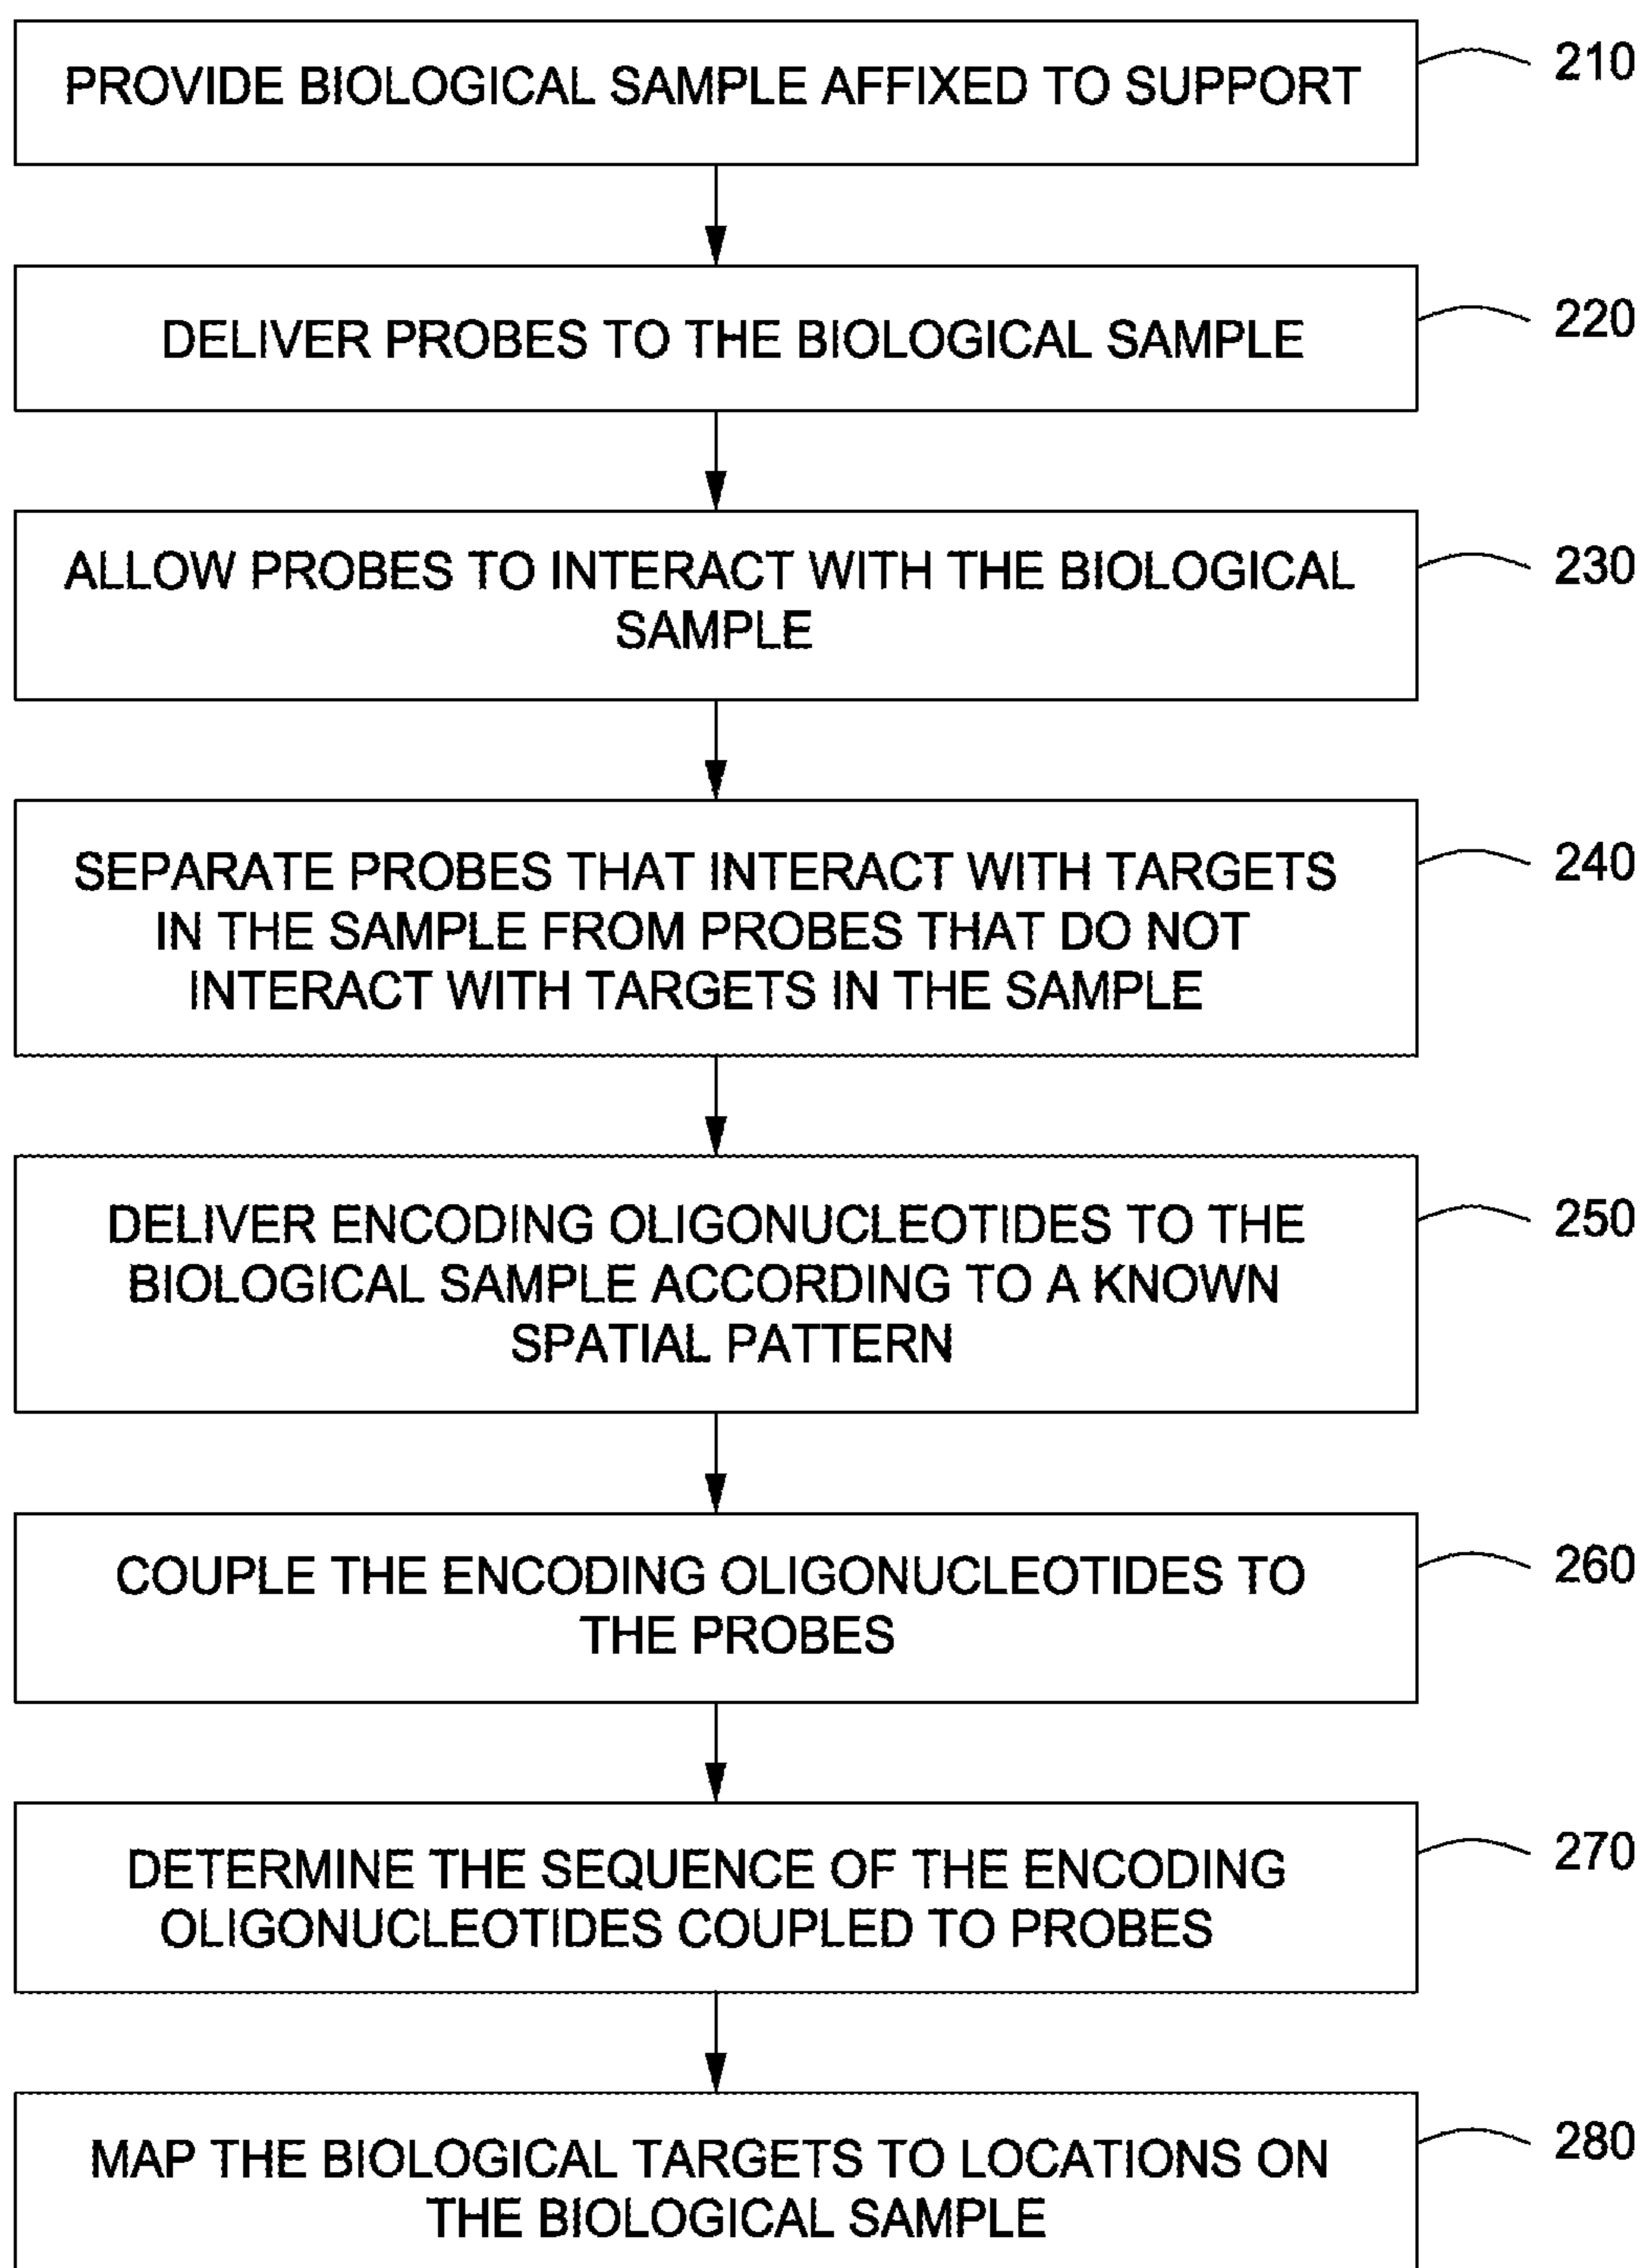 PROVIDE BIOLOGICAL SAMPLE AFFIXED TO SUPPORT
210
DELIVER PROBES TO THE BIOLOGICAL SAMPLE
220
ALLOW PROBES TO INTERACT WITH THE BIOLOGICAL
SAMPLE
230
SEPARATE PROBES THAT INTERACT WITH TARGETS
IN THE SAMPLE FROM PROBES THAT DO NOT
INTERACT WITH TARGETS IN THE SAMPLE
240
DELIVER ENCODING OLIGONUCLEOTIDES TO THE
BIOLOGICAL SAMPLE ACCORDING TO A KNOWN
SPATIAL PATTERN
250
COUPLE THE ENCODING OLIGONUCLEOTIDES TO
THE PROBES
260
DETERMINE THE SEQUENCE OF THE ENCODING
OLIGONUCLEOTIDES COUPLED TO PROBES
270
MAP THE BIOLOGICAL TARGETS TO LOCATIONS ON
THE BIOLOGICAL SAMPLE
280